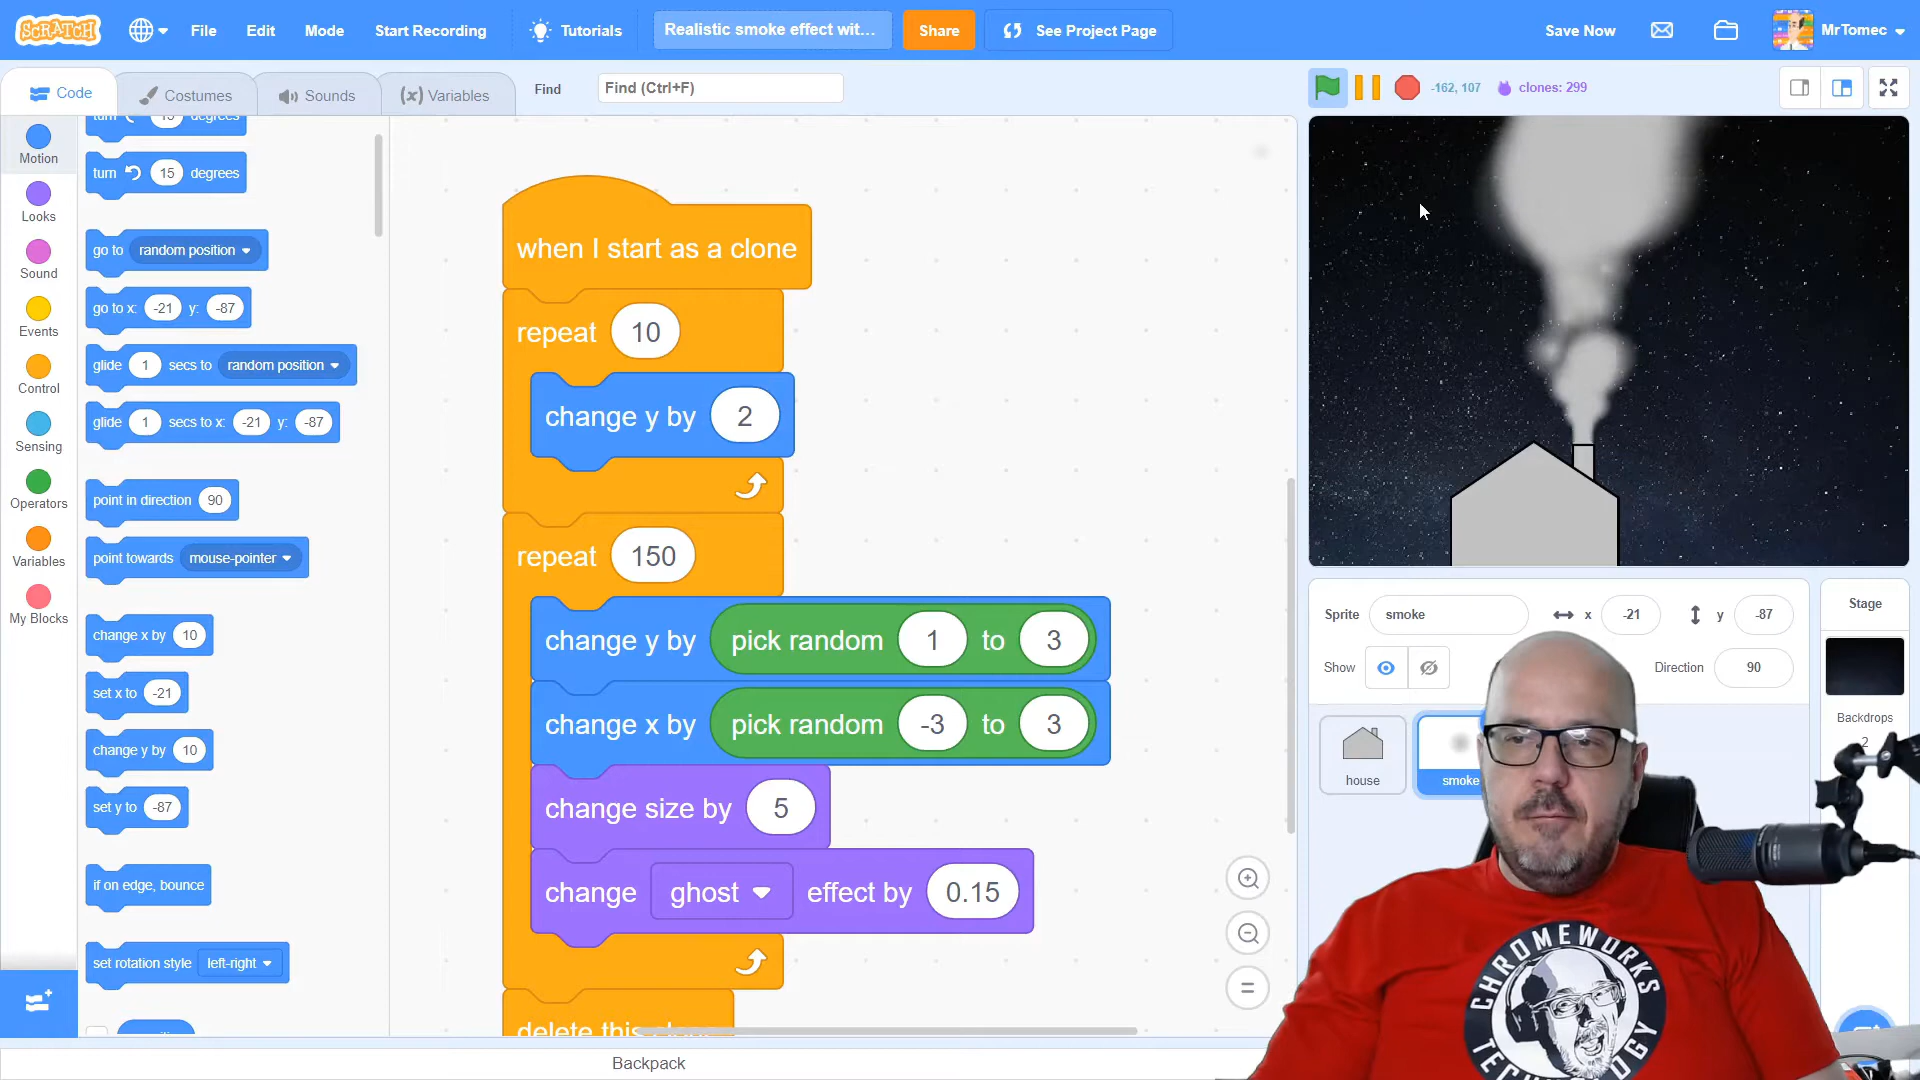 SCRATCH File Edit Mode Start Recording Tutorials Realistic smoke effect wit... Share See Project Page Save Now MrTomec
Code Costumes Sounds (x) Variables Find Find (Ctrl+F) -162, 107 clones: 299
turn 15 degrees
turn 15 degrees
go to random position
go to x: -21 y: -87
glide 1 secs to random position
glide 1 secs to x: -21 y: -87
point in direction 90
point towards mouse-pointer
change x by 10
set x to -21
change y by 10
set y to -87
if on edge, bounce
set rotation style left-right
Motion
Looks
Sound
Events
Control
Sensing
Operators
Variables
My Blocks
when I start as a clone
repeat 10
change y by 2
repeat 150
change y by pick random 1 to 3
change x by pick random -3 to 3
change size by 5
change ghost effect by 0.15
delete this
Backpack
Sprite smoke x -21 y -87
Show Direction 90
house
smoke
Stage
Backdrops
2
CHROMEWORKS